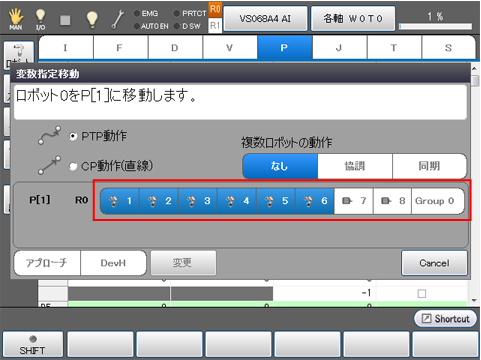 MAN
I/O
EMG
PRTCT
AUTO EN
D SW
R0
R1
VS068A4 AI
各軸 W0T0
1 %
I
F
D
V
P
J
T
S
変数指定移動
ロボット0をP[1]に移動します。
PTP動作
CP動作(直線)
複数ロボットの動作
なし
協調
同期
P[1]
R0
1
2
3
4
5
6
7
8
Group 0
アプローチ
DevH
変更
Cancel
-1
Shortcut
SHIFT